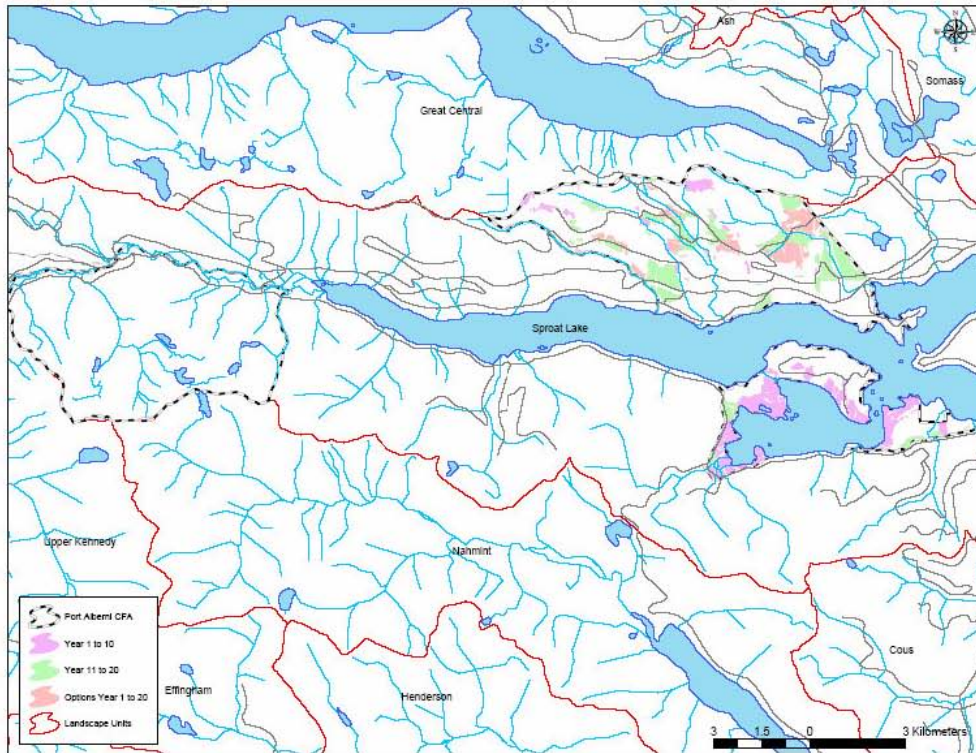 Ash
N
W
E
S
Somass
Great Central
Sproat Lake
Upper Kennedy
Nahmint
Cous
Effingham
Henderson
Port Alberni CFA
Year 1 to 10
Year 11 to 20
Options Year 1 to 20
Landscape Units
3 1.5 0 3 Kilometers